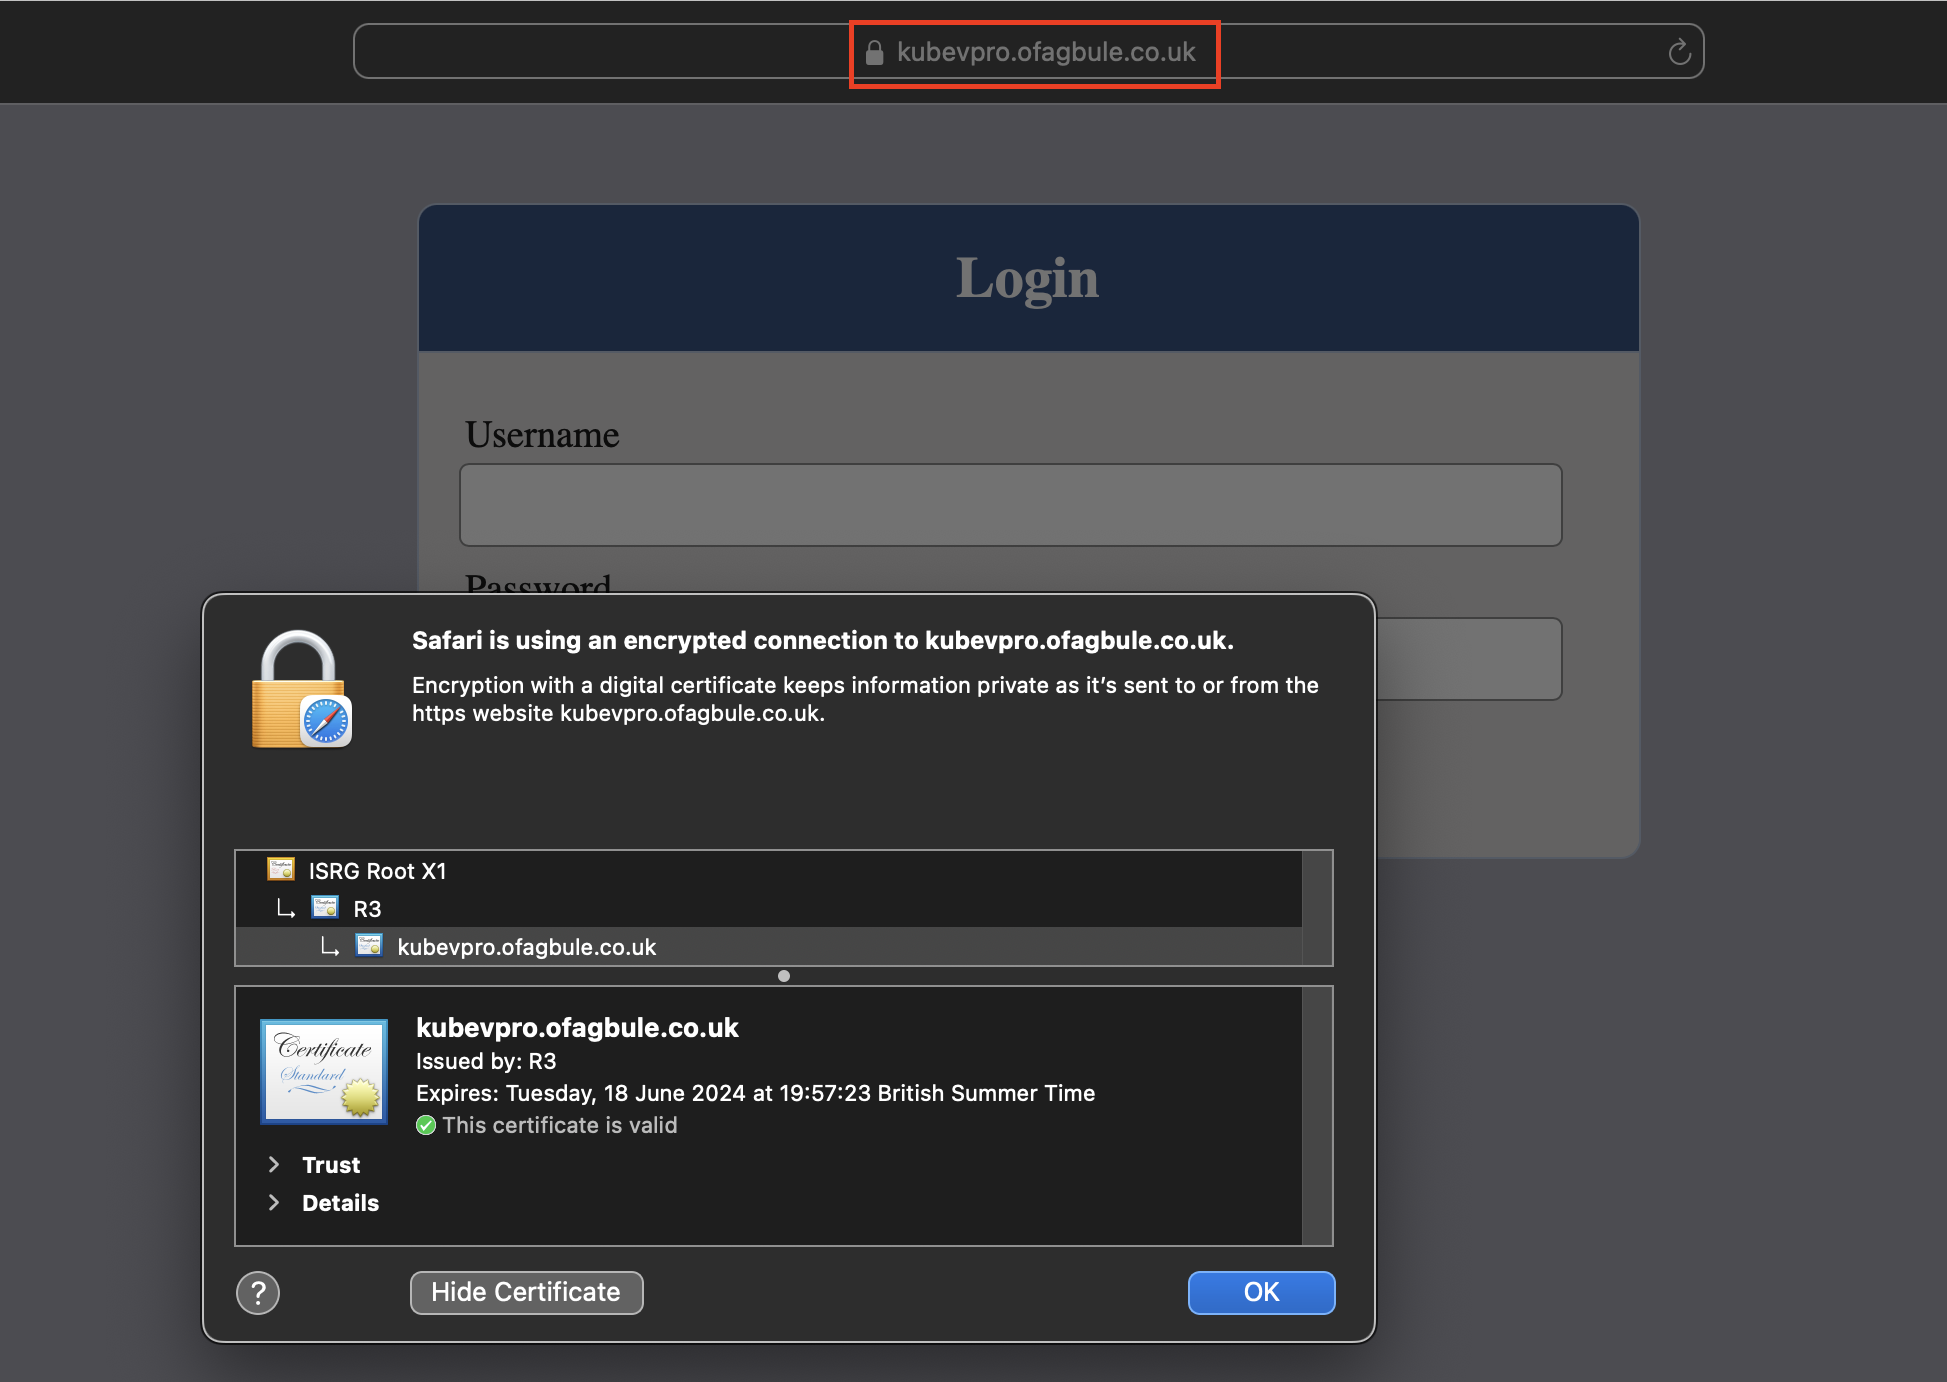 kubevpro.ofagbule.co.uk
Login
Username
Password
Safari is using an encrypted connection to kubevpro.ofagbule.co.uk.
Encryption with a digital certificate keeps information private as it’s sent to or from the
https website kubevpro.ofagbule.co.uk.
ISRG Root X1
R3
kubevpro.ofagbule.co.uk
Certificate
Standard
kubevpro.ofagbule.co.uk
Issued by: R3
Expires: Tuesday, 18 June 2024 at 19:57:23 British Summer Time
This certificate is valid
Trust
Details
?
Hide Certificate
OK